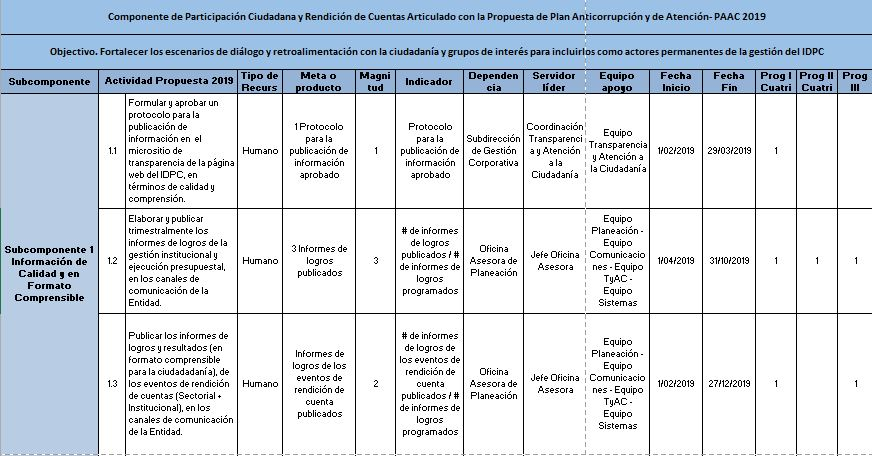 Componente de Participación Ciudadana y Rendición de Cuentas Articulado con la Propuesta de Plan Anticorrupción y de Atención- PAAC 2019
Objectivo. Fortalecer los escenarios de diálogo y retroalimentación con la ciudadanía y grupos de interés para incluirlos como actores permanentes de la gestión del IDPC
Subcomponente
Actividad Propuesta 2019
Tipo de
Recurs
Meta o
producto
Magni
tud
Indicador
Dependen
cia
Servidor
líder
Equipo
apoyo
Fecha
Inicio
Fecha
Fin
Prog I
Cuatri
Prog II
Cuatri
Prog
III
Subcomponente 1
Información de
Calidad y en
Formato
Comprensible
1.1
Formular y aprobar un
protocolo para la
publicación de
información en el
micrositio de
transparencia de la página
web del IDPC, en
términos de calidad y
comprensión.
Humano
1 Protocolo
para la
publicación de
información
aprobado
1
Protocolo
para la
publicación de
información
aprobado
Subdirección
de Gestión
Corporativa
Coordinación
Transparenci
a y Atención
a la
Ciudadanía
Equipo
Transparencia
y Atención a
la Ciudadanía
1/02/2019
29/03/2019
1
1.2
Elaborar y publicar
trimestralmente los
informes de logros de la
gestión institucional y
ejecución presupuestal,
en los canales de
comunicación de la
Entidad.
Humano
3 Informes de
logros
publicados
3
# de informes
de logros
publicados / #
de informes de
logros
programados
Oficina
Asesora de
Planeación
Jefe Oficina
Asesora
Equipo
Planeación -
Equipo
Comunicacio
nes - Equipo
TyAC -
Equipo
Sistemas
1/04/2019
31/10/2019
1
1
1
1.3
Publicar los informes de
logros y resultados (en
formato comprensible
para la ciudadadanía), de
los eventos de rendición
de cuentas (Sectorial +
Institucional), en los
canales de comunicación
de la Entidad.
Humano
Informes de
logros de los
eventos de
rendición de
cuenta
publicados
2
# de informes
de logros de
los eventos de
rendición de
cuenta
publicados / #
de informes de
logros
programados
Oficina
Asesora de
Planeación
Jefe Oficina
Asesora
Equipo
Planeación -
Equipo
Comunicacio
nes - Equipo
TyAC -
Equipo
Sistemas
1/02/2019
27/12/2019
1
1